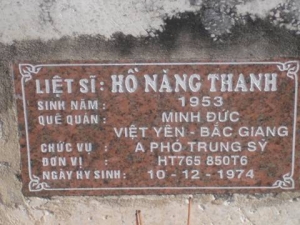 LIỆT SĨ: HỒ NĂNG THANH
SINH NĂM: 1953
QUÊ QUÁN: MINH ĐỨC
VIỆT YÊN - BẮC GIANG
CHỨC VỤ : A PHÓ TRUNG SỸ
ĐƠN VỊ : HT765 850T6
NGÀY HY SINH: 10 - 12 - 1974